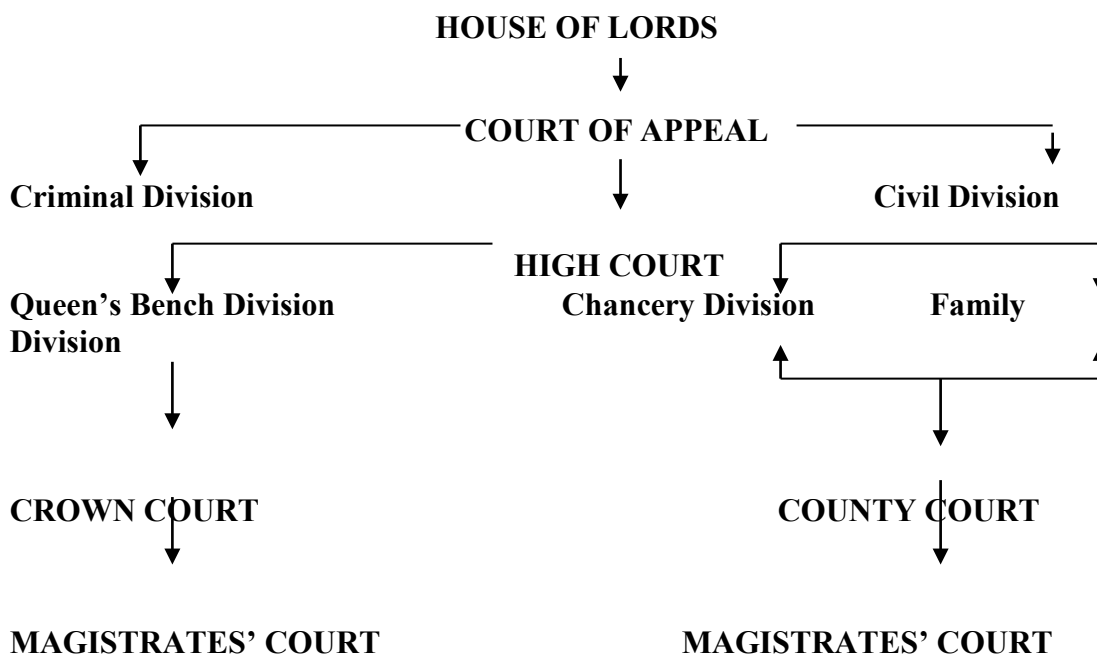 HOUSE OF LORDS
COURT OF APPEAL
Criminal Division Civil Division
HIGH COURT
Queen’s Bench Division Chancery Division Family
Division
CROWN COURT COUNTY COURT
MAGISTRATES’ COURT MAGISTRATES’ COURT